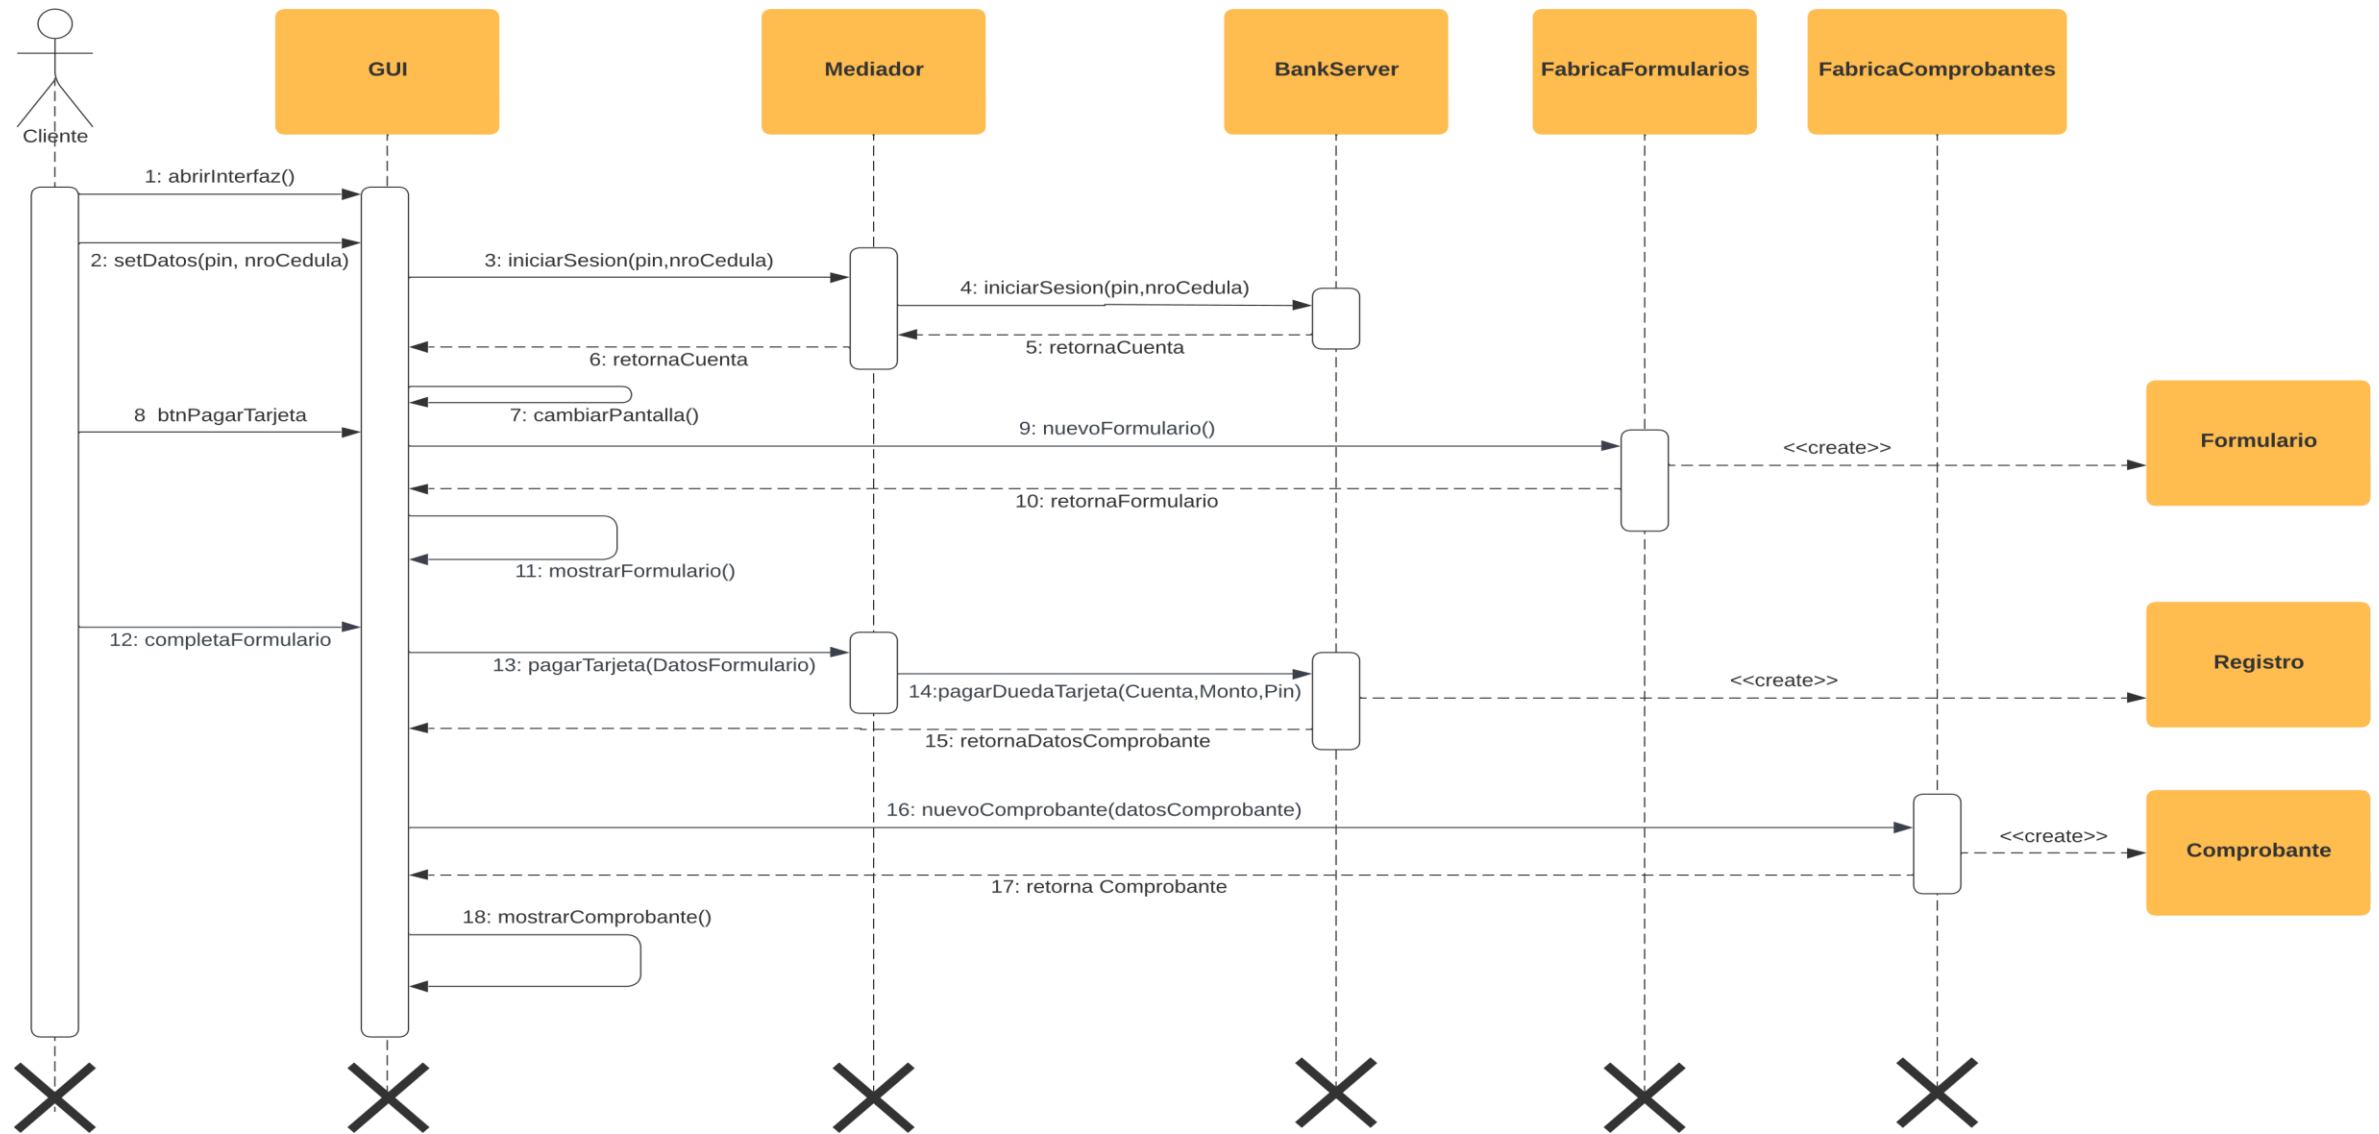 GUI
Mediador
BankServer
FabricaFormularios
FabricaComprobantes
Cliente
1: abrirInterfaz()
2: setDatos(pin, nroCedula)
3: iniciarSesion(pin,nroCedula)
4: iniciarSesion(pin,nroCedula)
5: retornaCuenta
6: retornaCuenta
7: cambiarPantalla()
8 btnPagarTarjeta
9: nuevoFormulario()
<<create>>
Formulario
10: retornaFormulario
11: mostrarFormulario()
12: completaFormulario
13: pagarTarjeta(DatosFormulario)
14:pagarDuedaTarjeta(Cuenta,Monto,Pin)
<<create>>
Registro
15: retornaDatosComprobante
16: nuevoComprobante(datosComprobante)
<<create>>
Comprobante
17: retorna Comprobante
18: mostrarComprobante()